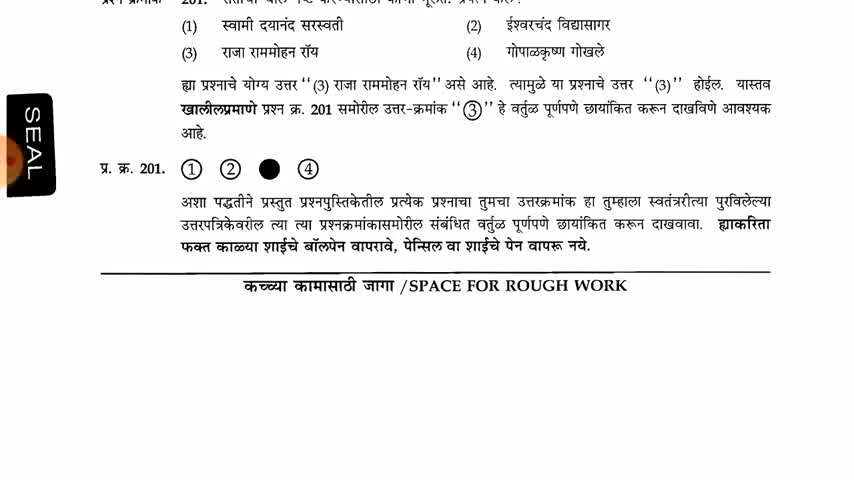 201.
(1) स्वामी दयानंद सरस्वती (2) ईश्वरचंद विद्यासागर
(3) राजा राममोहन रॉय (4) गोपाळकृष्ण गोखले
ह्या प्रश्नाचे योग्य उत्तर ‘‘(3) राजा राममोहन रॉय’’ असे आहे. त्यामुळे या प्रश्नाचे उत्तर ‘‘(3)’’ होईल. यास्तव
खालीलप्रमाणे प्रश्न क्र. 201 समोरील उत्तर-क्रमांक ‘‘③’’ हे वर्तुळ पूर्णपणे छायांकित करून दाखविणे आवश्यक
आहे.
प्र. क्र. 201. ① ② ● ④
अशा पद्धतीने प्रस्तुत प्रश्नपुस्तिकेतील प्रत्येक प्रश्नाचा तुमचा उत्तरक्रमांक हा तुम्हाला स्वतंत्ररीत्या पुरविलेल्या
उत्तरपत्रिकेवरील त्या त्या प्रश्नक्रमांकासमोरील संबंधित वर्तुळ पूर्णपणे छायांकित करून दाखवावा. ह्याकरिता
फक्त काळ्या शाईचे बॉलपेन वापरावे, पेन्सिल वा शाईचे पेन वापरू नये.
कच्च्या कामासाठी जागा /SPACE FOR ROUGH WORK
SEAL